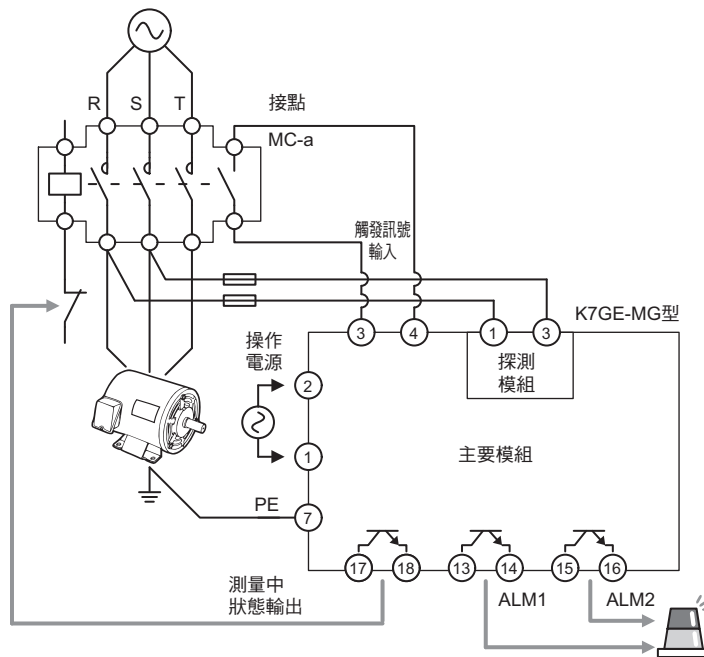 R S T
接點
MC-a
觸發訊號
輸入
3 4 1 3
K7GE-MG型
探測
模組
操作
電源
2
1
主要模組
PE
7
17 18 13 14 15 16
測量中
狀態輸出
ALM1 ALM2